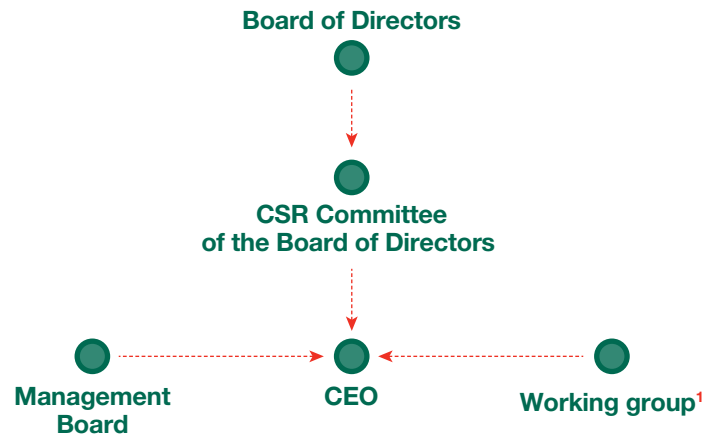 Board of Directors
CSR Committee
of the Board of Directors
Management
Board
CEO
Working group¹